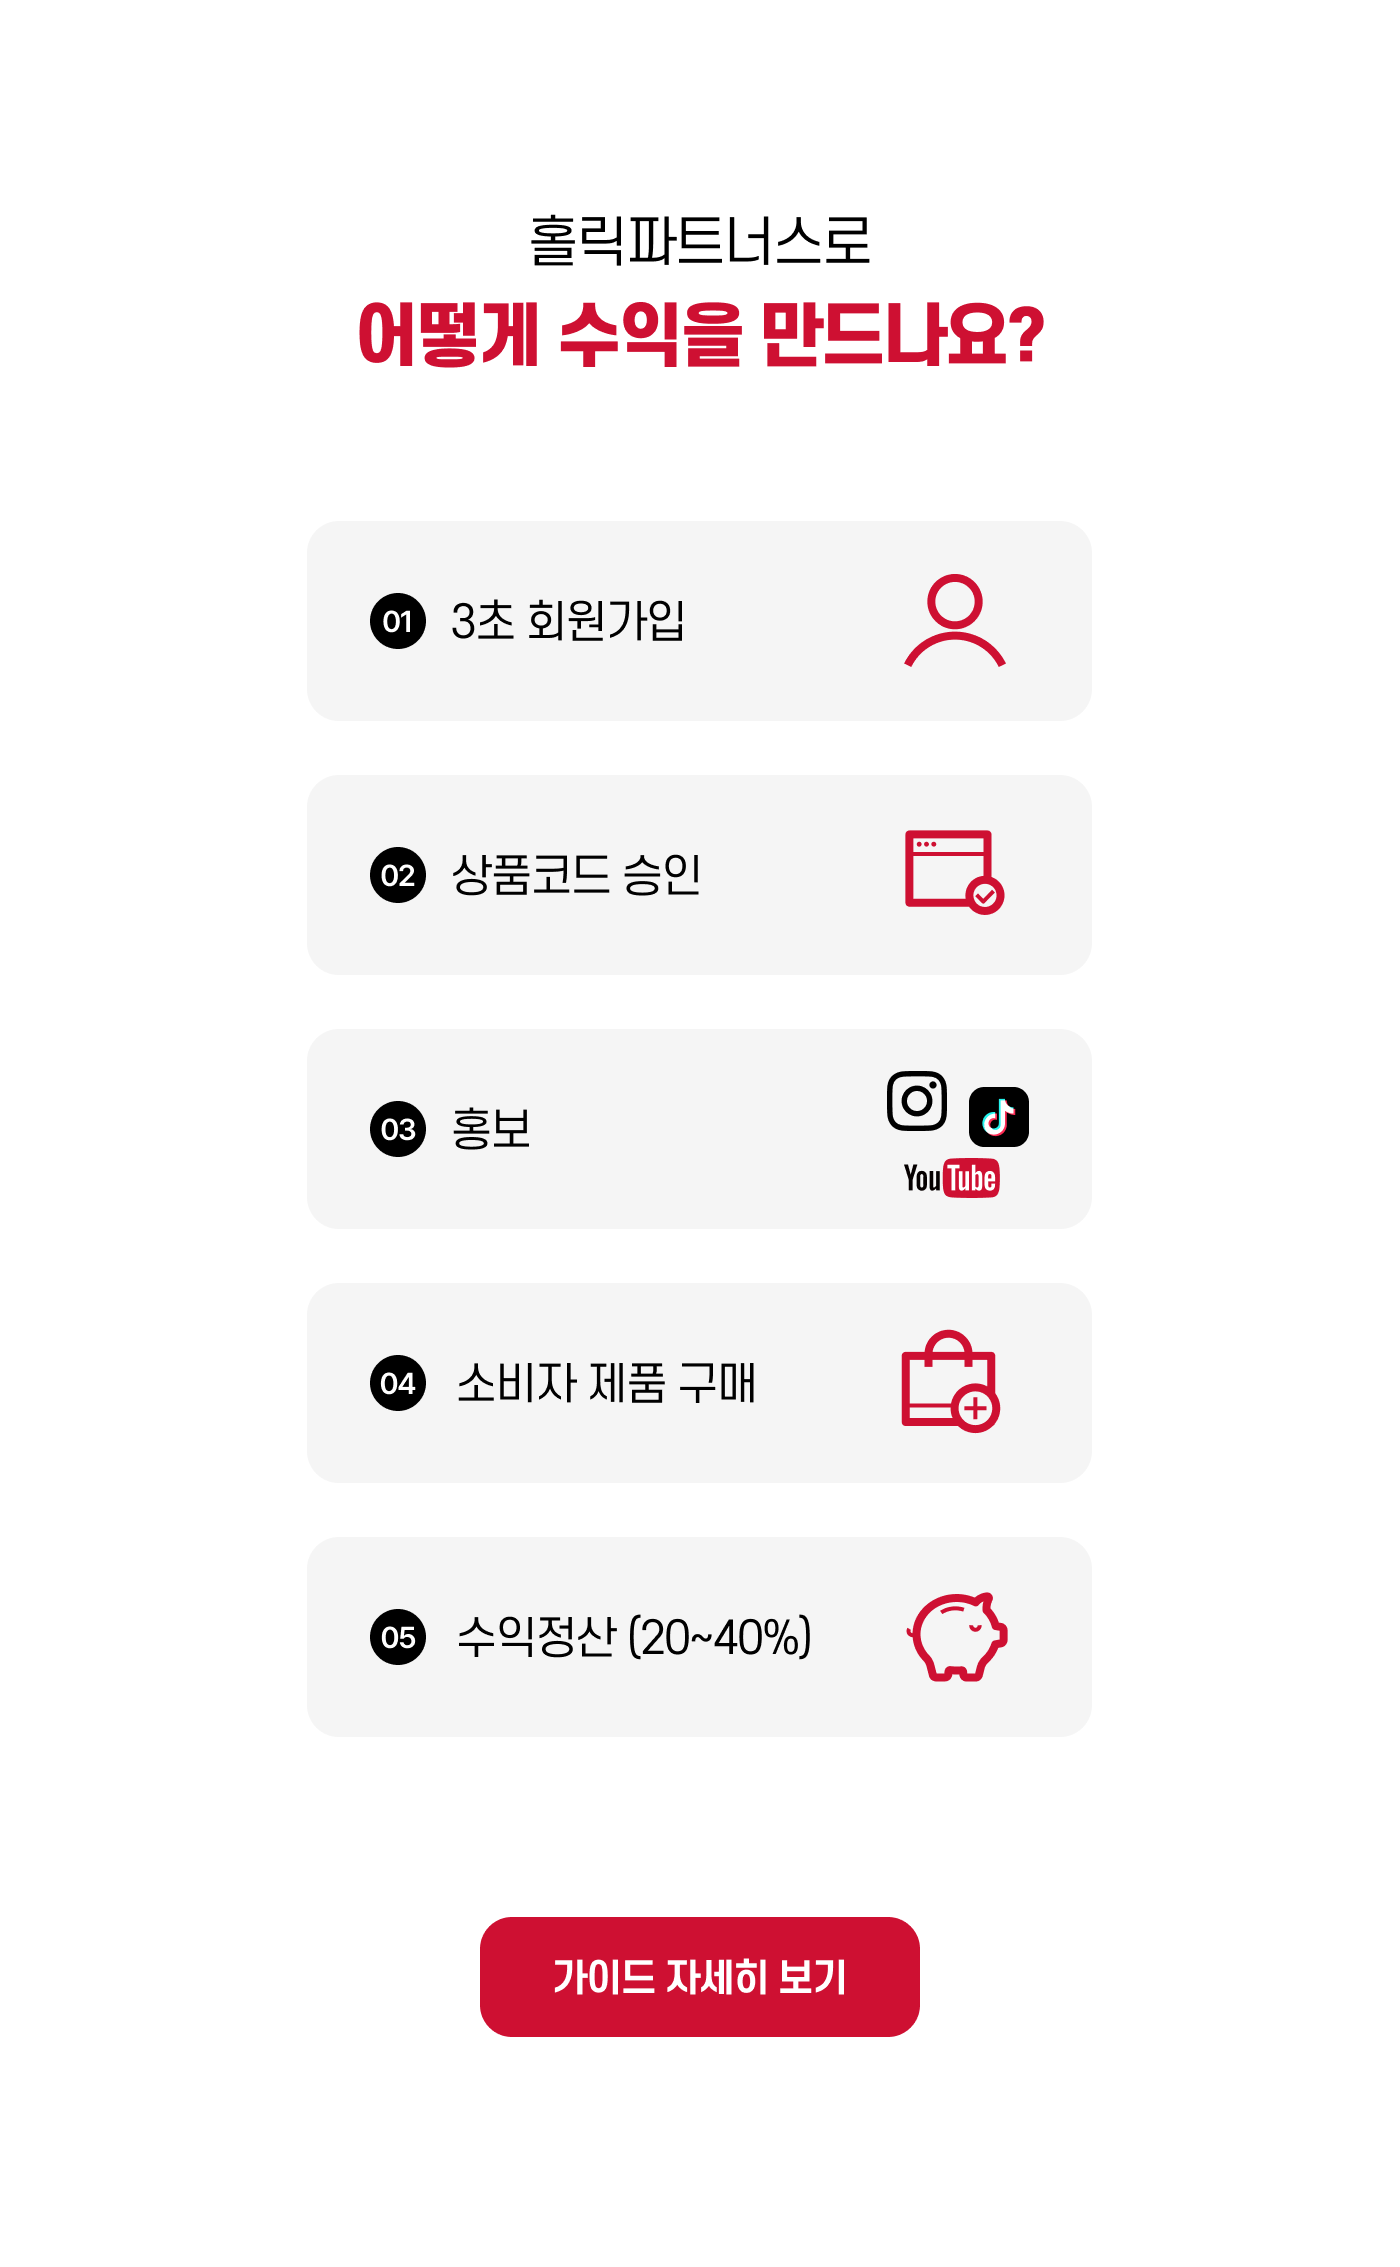 홀릭파트너스로
어떻게 수익을 만드나요?
01 3초 회원가입
02 상품코드 승인
03 홍보
YouTube
04 소비자 제품 구매
05 수익정산 (20~40%)
가이드 자세히 보기